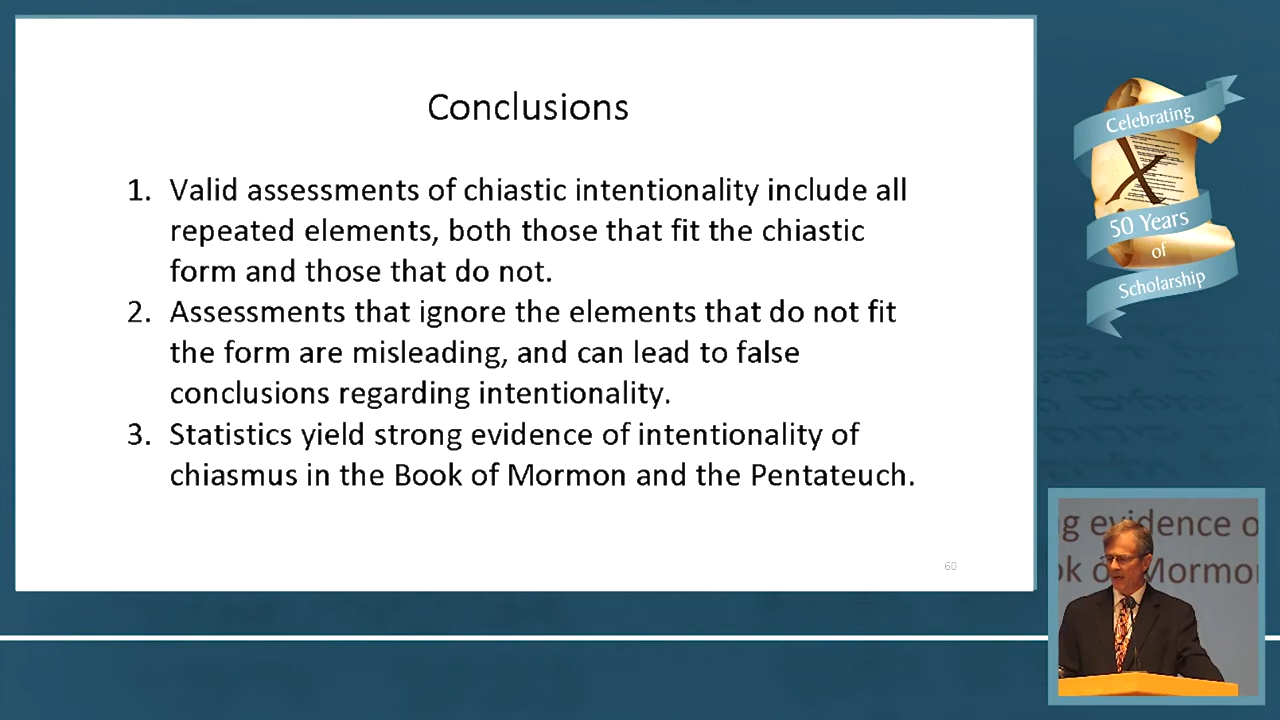 Conclusions
1. Valid assessments of chiastic intentionality include all
repeated elements, both those that fit the chiastic
form and those that do not.
2. Assessments that ignore the elements that do not fit
the form are misleading, and can lead to false
conclusions regarding intentionality.
3. Statistics yield strong evidence of intentionality of
chiasmus in the Book of Mormon and the Pentateuch.
60
Celebrating
X
50 Years
of
Scholarship
g evidence o
ok of Mormo